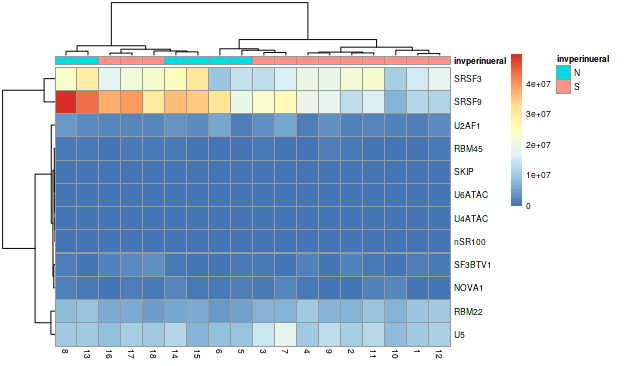 invperinueral
SRSF3
SRSF9
U2AF1
RBM45
SKIP
U6ATAC
U4ATAC
nSR100
SF3BTV1
NOVA1
RBM22
U5
8 13 16 17 18 14 15 6 5 3 7 4 9 2 11 10 1 12
4e+07
3e+07
2e+07
1e+07
0
invperinueral
N
S